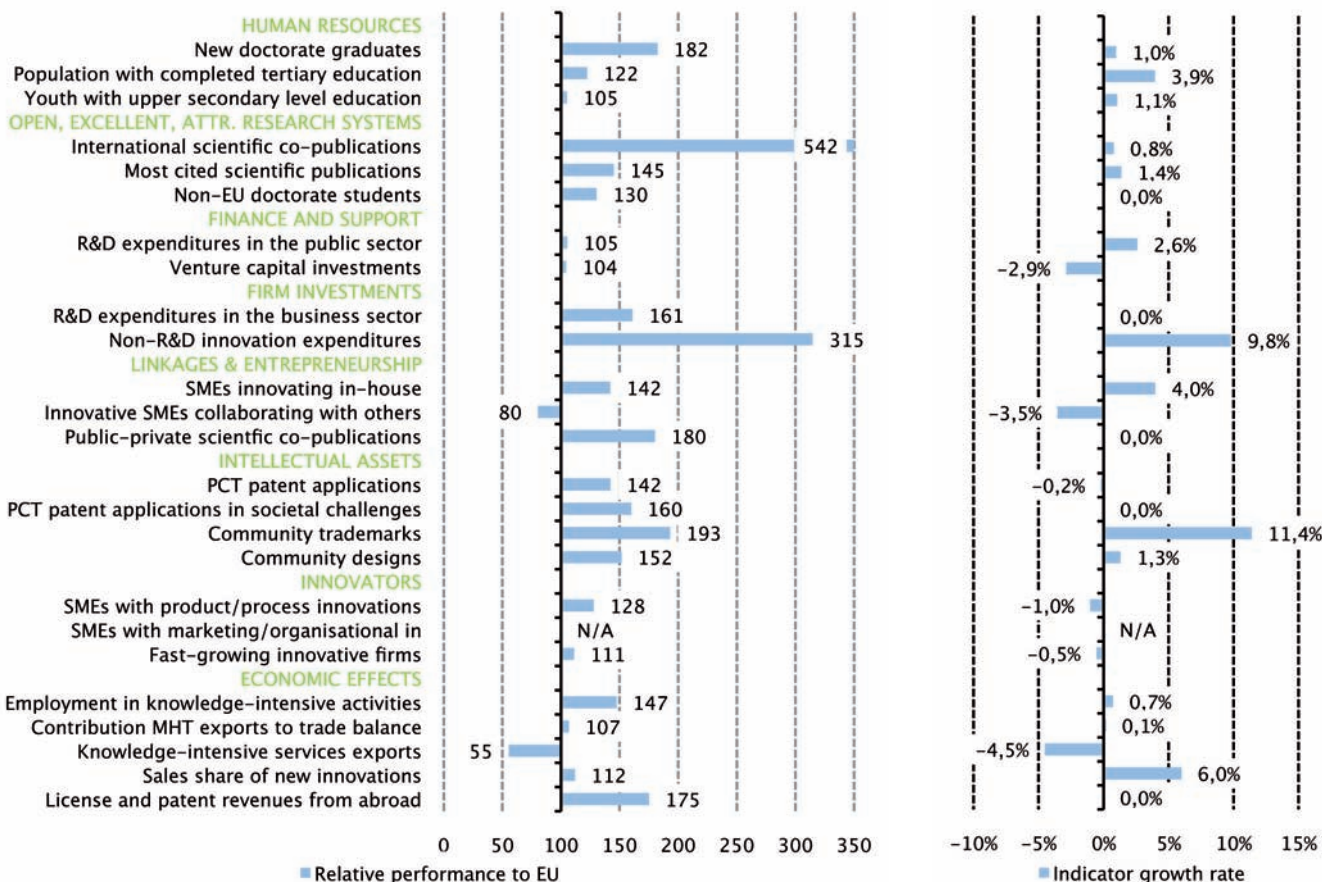 HUMAN RESOURCES
New doctorate graduates 182 1,0%
Population with completed tertiary education 122 3,9%
Youth with upper secondary level education 105 1,1%
OPEN, EXCELLENT, ATTR. RESEARCH SYSTEMS
International scientific co-publications 542 0,8%
Most cited scientific publications 145 1,4%
Non-EU doctorate students 130 0,0%
FINANCE AND SUPPORT
R&D expenditures in the public sector 105 2,6%
Venture capital investments 104 -2,9%
FIRM INVESTMENTS
R&D expenditures in the business sector 161 0,0%
Non-R&D innovation expenditures 315 9,8%
LINKAGES & ENTREPRENEURSHIP
SMEs innovating in-house 142 4,0%
Innovative SMEs collaborating with others 80 -3,5%
Public-private scientfic co-publications 180 0,0%
INTELLECTUAL ASSETS
PCT patent applications 142 -0,2%
PCT patent applications in societal challenges 160 0,0%
Community trademarks 193 11,4%
Community designs 152 1,3%
INNOVATORS
SMEs with product/process innovations 128 -1,0%
SMEs with marketing/organisational in N/A N/A
Fast-growing innovative firms 111 -0,5%
ECONOMIC EFFECTS
Employment in knowledge-intensive activities 147 0,7%
Contribution MHT exports to trade balance 107 0,1%
Knowledge-intensive services exports 55 -4,5%
Sales share of new innovations 112 6,0%
License and patent revenues from abroad 175 0,0%
0 50 100 150 200 250 300 350 -10% -5% 0% 5% 10% 15%
Relative performance to EU Indicator growth rate